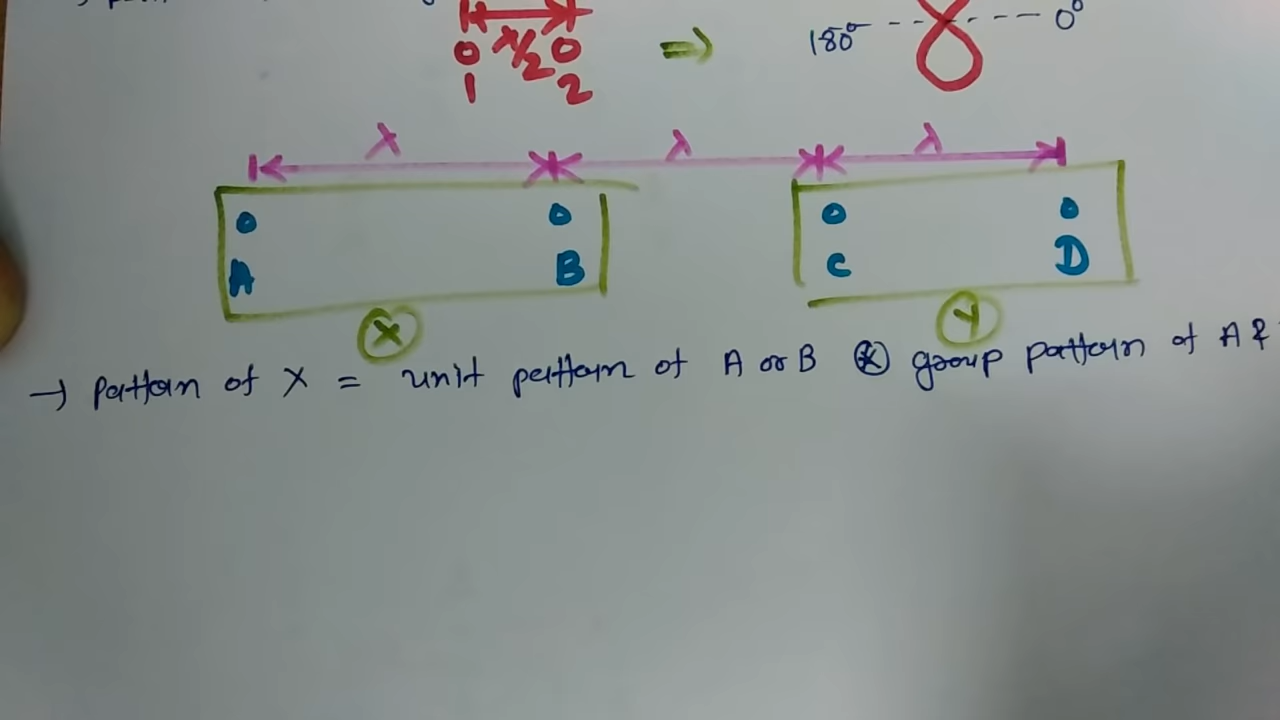 0 λ/2 0 ⇒ 180° 0°
1 2
λ λ λ
A B C D
X Y
→ pattern of X = unit pattern of A or B ⊛ group pattern of A &